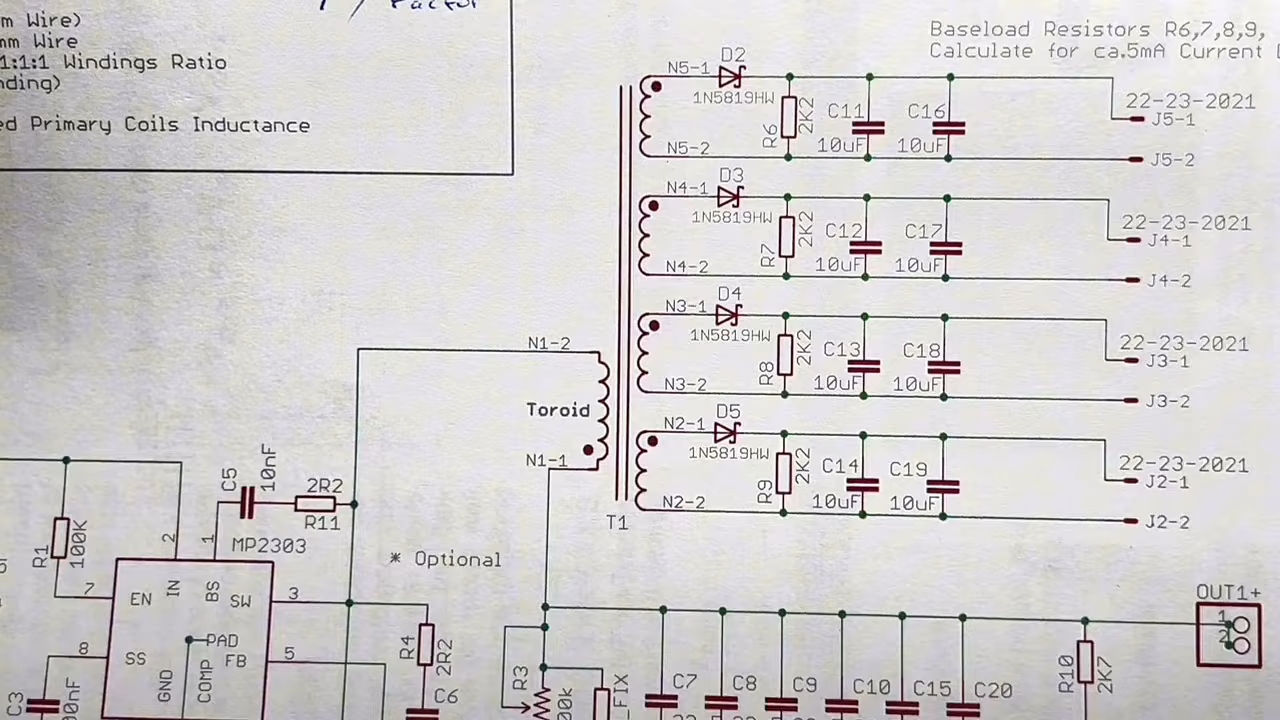 Factor
m Wire)
mm Wire
1:1:1 Windings Ratio
nding)
ed Primary Coils Inductance
Baseload Resistors R6,7,8,9,
Calculate for ca.5mA Current
N5-1
D2
1N5819HW
R6
2K2
C11
10uF
C16
10uF
22-23-2021
J5-1
N5-2
J5-2
N4-1
D3
1N5819HW
R7
2K2
C12
10uF
C17
10uF
22-23-2021
J4-1
N4-2
J4-2
N3-1
D4
1N5819HW
R8
2K2
C13
10uF
C18
10uF
22-23-2021
J3-1
N3-2
J3-2
N2-1
D5
1N5819HW
R9
2K2
C14
10uF
C19
10uF
22-23-2021
J2-1
N2-2
J2-2
N1-2
Toroid
N1-1
T1
C5
10nF
2R2
R11
R1
100K
2
1
MP2303
* Optional
7
EN
IN
BS
SW
3
8
SS
PAD
FB
5
GND
COMP
C3
R4
2R2
C6
R3
00k
_FIX
C7
C8
C9
C10
C15
C20
R10
2K7
OUT1+
1
2